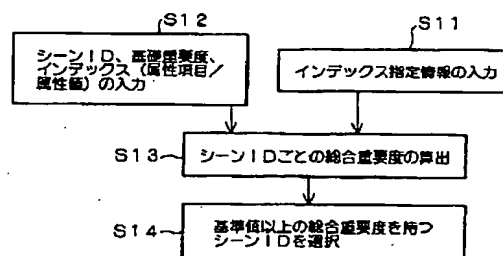 S12
シーンID、基礎重要度、
インデックス（属性項目／
属性値）の入力
S11
インデックス指定情報の入力
S13
シーンIDごとの総合重要度の算出
S14
基準値以上の総合重要度を持つ
シーンIDを選択